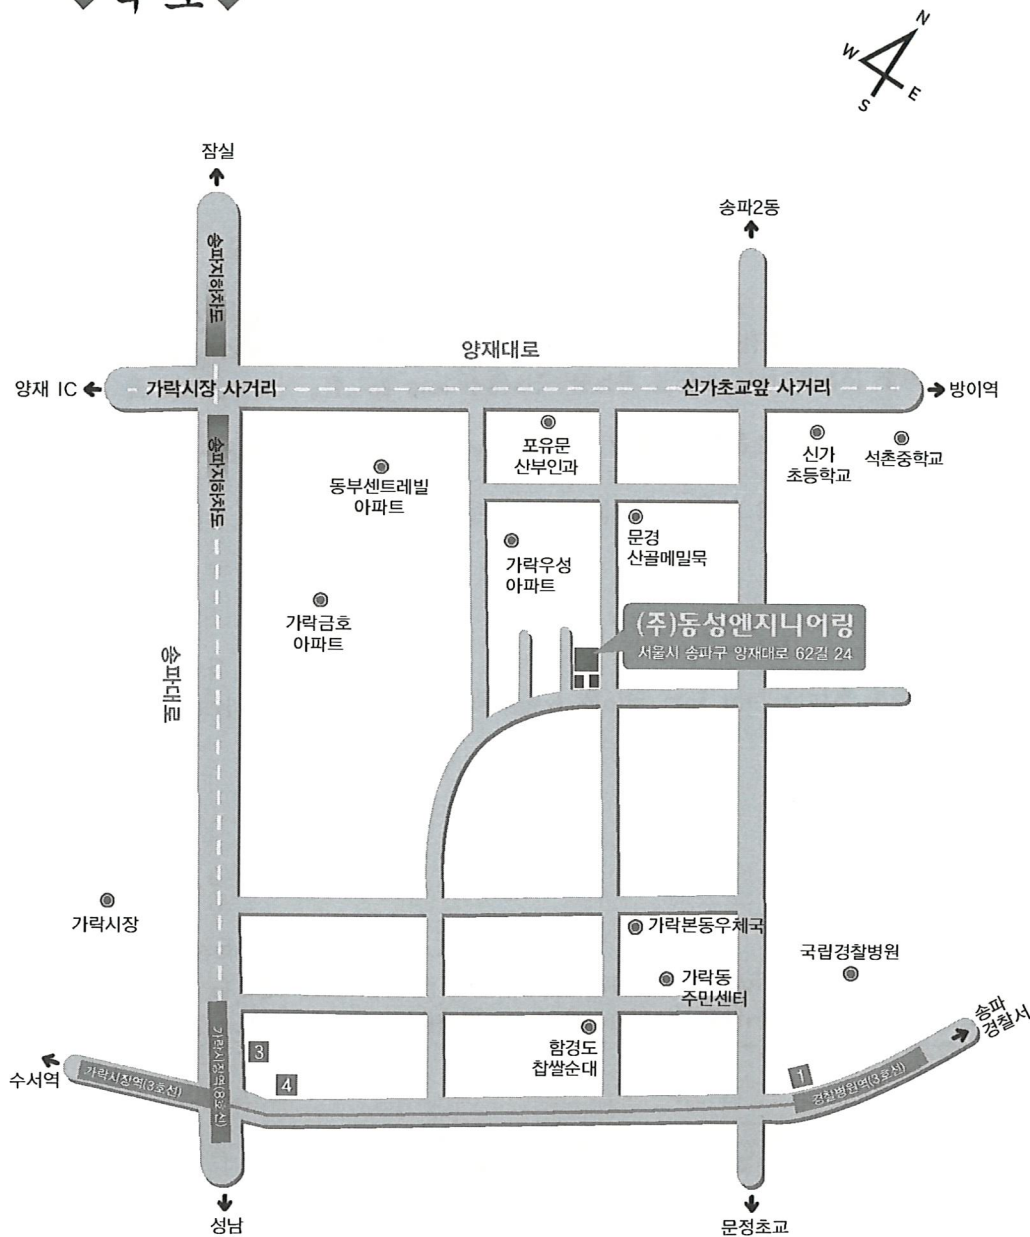 N
W
E
S
잠실
송파2동
송파지하차도
양재대로
양재 IC
가락시장 사거리
신가초교앞 사거리
방이역
송파지하차도
포유문
산부인과
신가
초등학교
석촌중학교
동부센트레빌
아파트
문경
산골메밀묵
가락우성
아파트
가락금호
아파트
(주)동성엔지니어링
서울시 송파구 양재대로 62길 24
송파대로
가락시장
가락본동우체국
국립경찰병원
가락동
주민센터
송파
경찰서
함경도
찹쌀순대
3
4
1
수서역
가락시장역(3호선)
가락시장역(8호선)
경찰병원역(3호선)
성남
문정초교